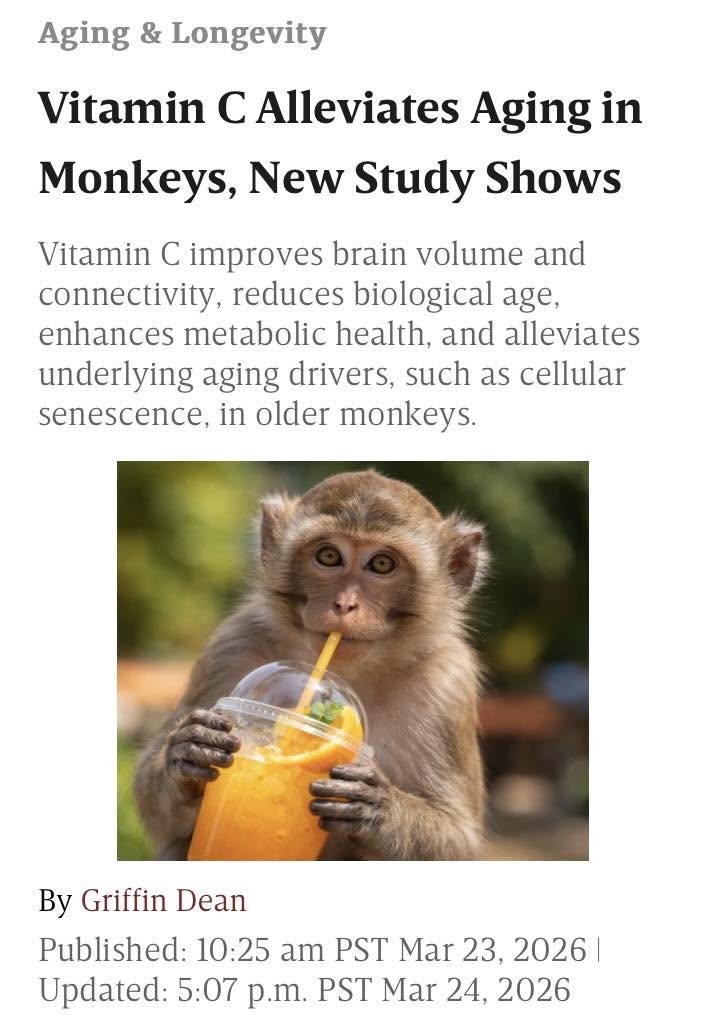 Aging & Longevity
Vitamin C Alleviates Aging in
Monkeys, New Study Shows
Vitamin C improves brain volume and
connectivity, reduces biological age,
enhances metabolic health, and alleviates
underlying aging drivers, such as cellular
senescence, in older monkeys.
By Griffin Dean
Published: 10:25 am PST Mar 23, 2026 |
Updated: 5:07 p.m. PST Mar 24, 2026